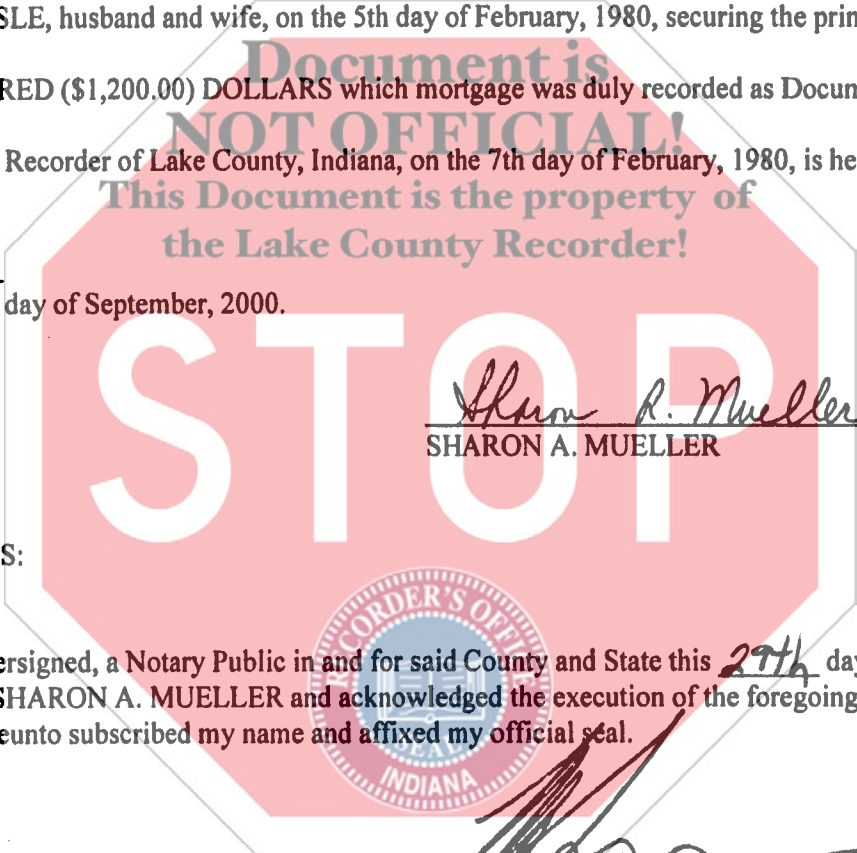 SLE, husband and wife, on the 5th day of February, 1980, securing the prin
Document is
RED ($1,200.00) DOLLARS which mortgage was duly recorded as Docum
NOT OFFICIAL!
Recorder of Lake County, Indiana, on the 7th day of February, 1980, is he
This Document is the property of
the Lake County Recorder!
day of September, 2000.
STOP
Sharon R. Mueller
SHARON A. MUELLER
S:
RECORDER'S OFFICE
ersigned, a Notary Public in and for said County and State this 29th day
SHARON A. MUELLER and acknowledged the execution of the foregoing
eunto subscribed my name and affixed my official seal.
SEAL
INDIANA